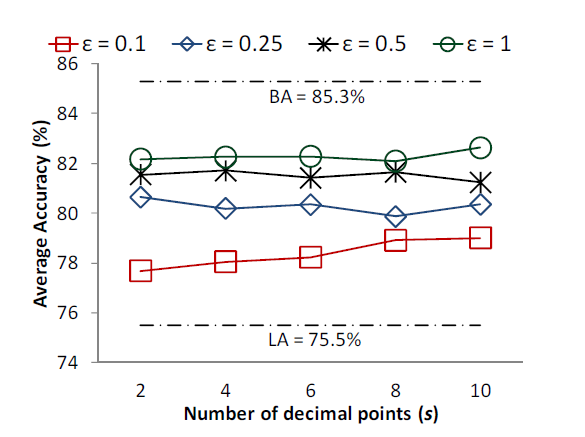 ε = 0.1 ε = 0.25 ε = 0.5 ε = 1
86
84
82
80
78
76
74
BA = 85.3%
LA = 75.5%
Average Accuracy (%)
2 4 6 8 10
Number of decimal points (s)